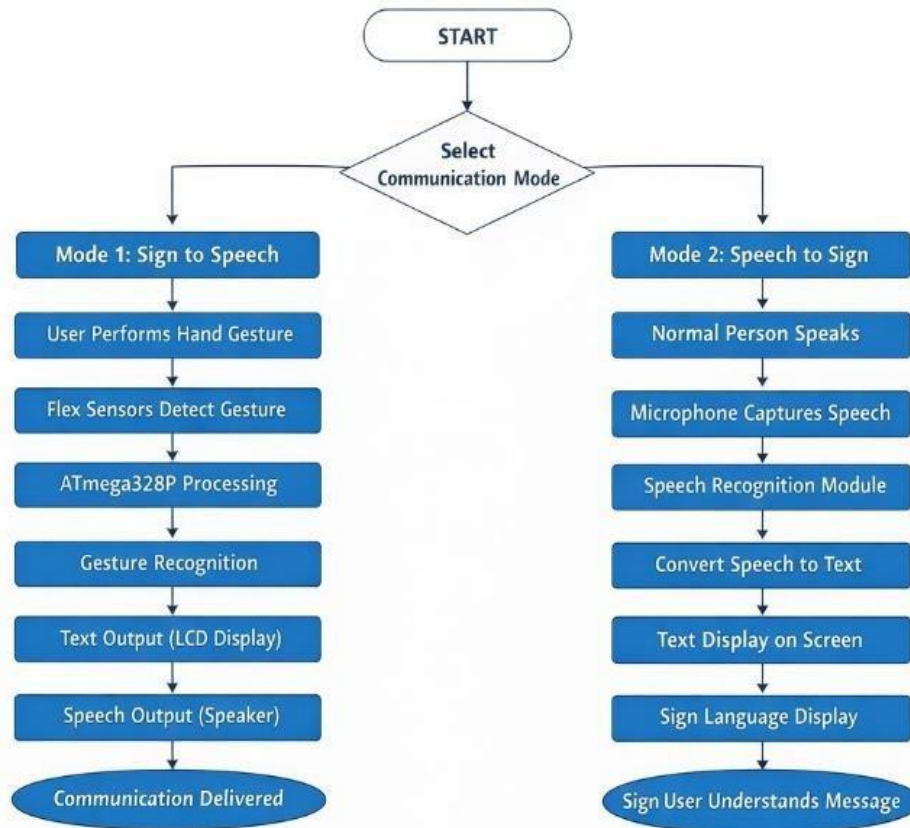 START
Select
Communication Mode
Mode 1: Sign to Speech
User Performs Hand Gesture
Flex Sensors Detect Gesture
ATmega328P Processing
Gesture Recognition
Text Output (LCD Display)
Speech Output (Speaker)
Communication Delivered
Mode 2: Speech to Sign
Normal Person Speaks
Microphone Captures Speech
Speech Recognition Module
Convert Speech to Text
Text Display on Screen
Sign Language Display
Sign User Understands Message